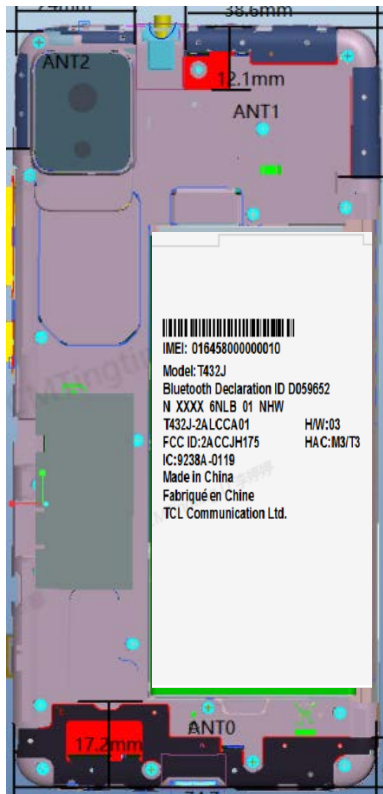 38.6mm
ANT2
12.1mm
ANT1
IMEI: 016458000000010
Model:T432J
Bluetooth Declaration ID D059652
N XXXX 6NLB 01 NHW
T432J-2ALCCA01 H/W:03
FCC ID:2ACCJH175 HAC:M3/T3
IC:9238A-0119
Made in China
Fabriqué en Chine
TCL Communication Ltd.
ANT0
17.2mm